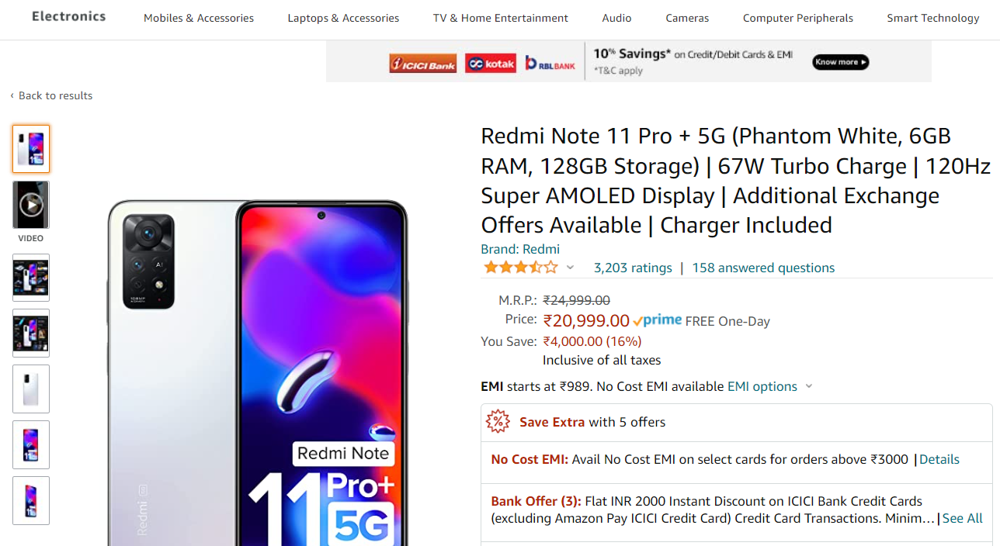 Electronics Mobiles & Accessories Laptops & Accessories TV & Home Entertainment Audio Cameras Computer Peripherals Smart Technology
ICICI Bank kotak RBL BANK 10% Savings* on Credit/Debit Cards & EMI Know more ▸
*T&C apply
‹ Back to results
VIDEO
AI
108MP
Redmi 5G
Redmi Note
11 Pro+
5G
Redmi Note 11 Pro + 5G (Phantom White, 6GB
RAM, 128GB Storage) | 67W Turbo Charge | 120Hz
Super AMOLED Display | Additional Exchange
Offers Available | Charger Included
Brand: Redmi
3,203 ratings | 158 answered questions
M.R.P.: ₹24,999.00
Price: ₹20,999.00 prime FREE One-Day
You Save: ₹4,000.00 (16%)
Inclusive of all taxes
EMI starts at ₹989. No Cost EMI available EMI options
% Save Extra with 5 offers
No Cost EMI: Avail No Cost EMI on select cards for orders above ₹3000 | Details
Bank Offer (3): Flat INR 2000 Instant Discount on ICICI Bank Credit Cards
(excluding Amazon Pay ICICI Credit Card) Credit Card Transactions. Minim… | See All